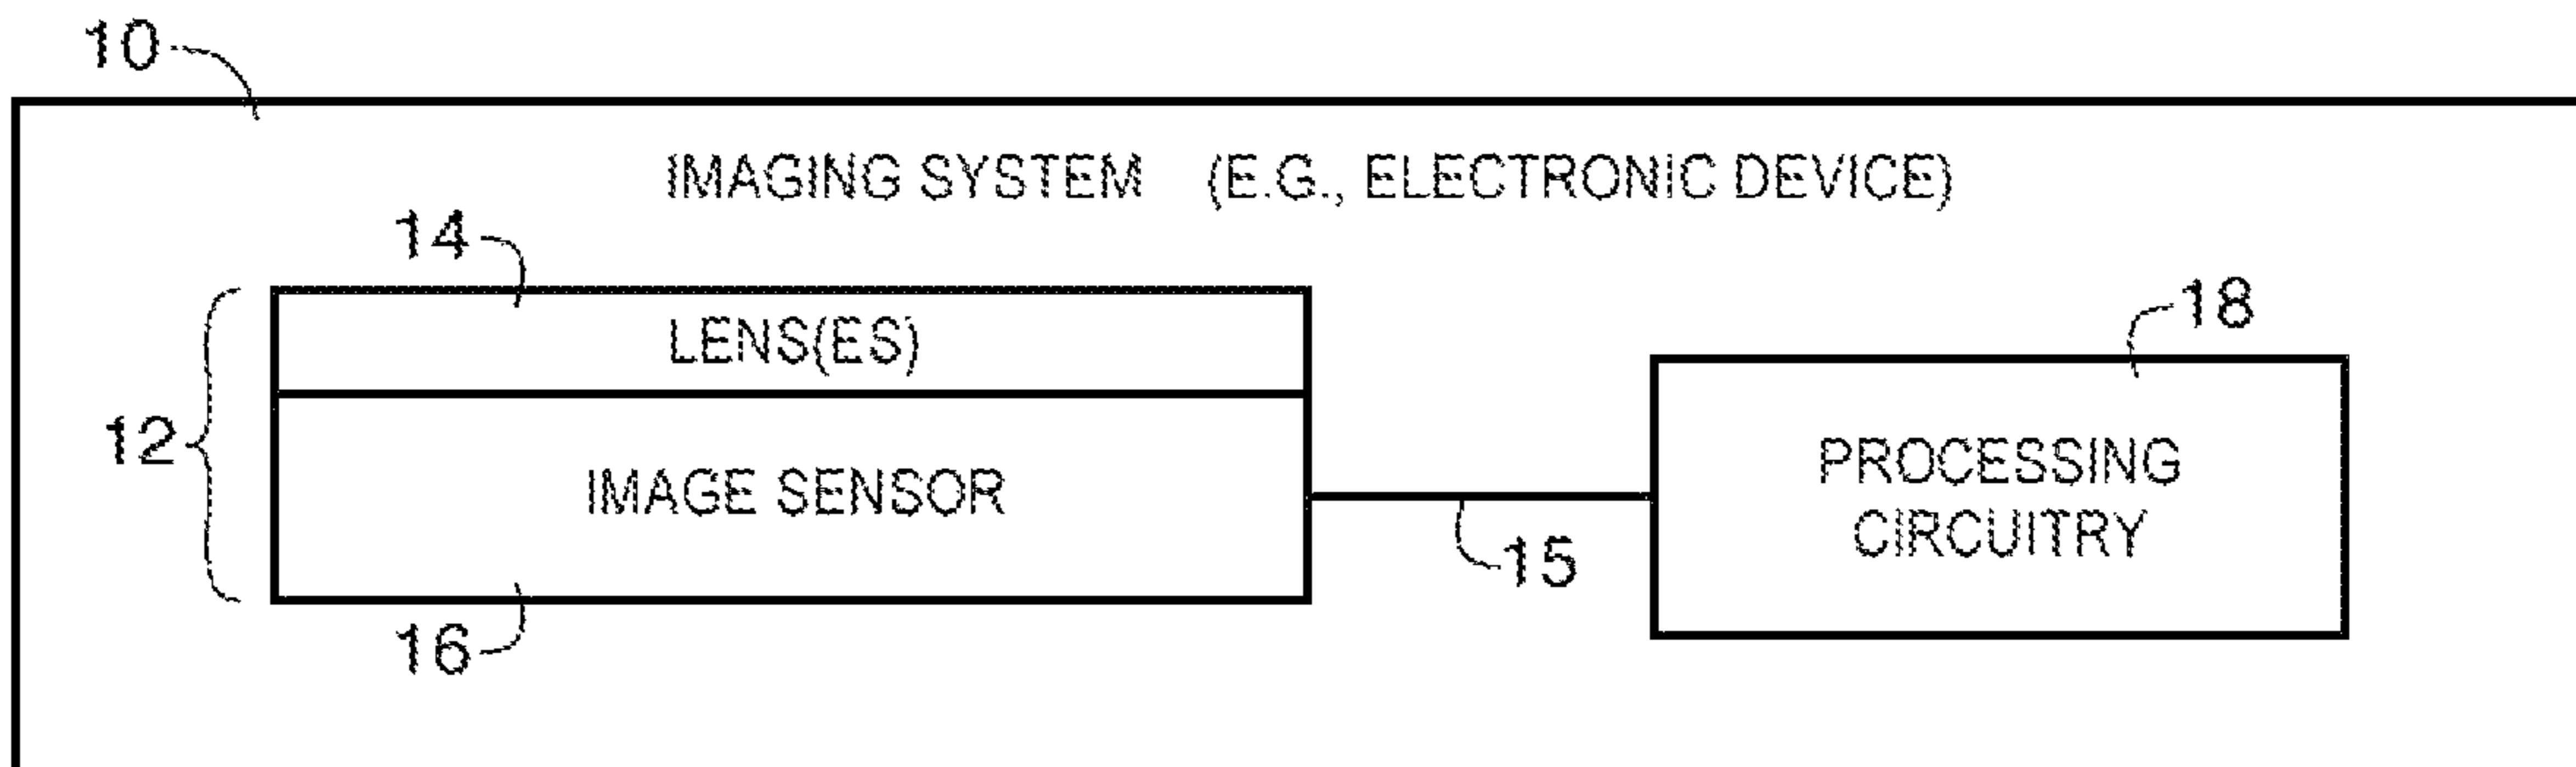 10
IMAGING SYSTEM (E.G., ELECTRONIC DEVICE)
14
LENS(ES)
18
12
IMAGE SENSOR
PROCESSING
CIRCUITRY
15
16